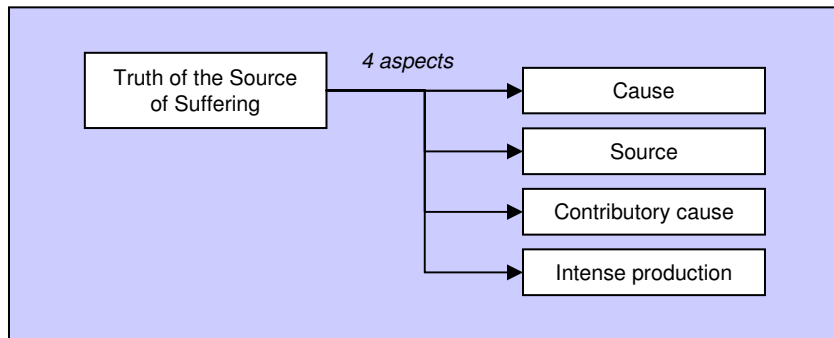 4 aspects
Truth of the Source
of Suffering
Cause
Source
Contributory cause
Intense production